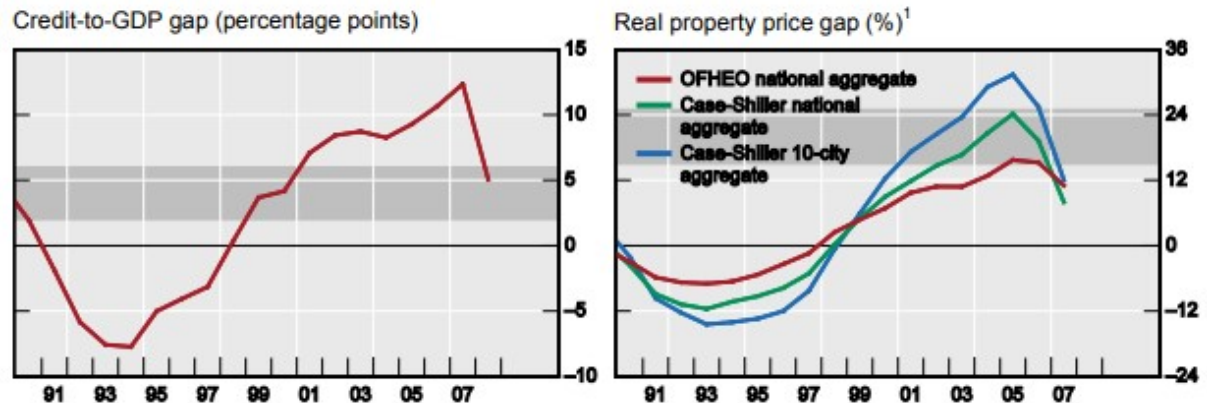 Credit-to-GDP gap (percentage points)
15
10
5
0
–5
–10
91 93 95 97 99 01 03 05 07
Real property price gap (%)¹
OFHEO national aggregate
Case-Shiller national
aggregate
Case-Shiller 10-city
aggregate
36
24
12
0
–12
–24
91 93 95 97 99 01 03 05 07